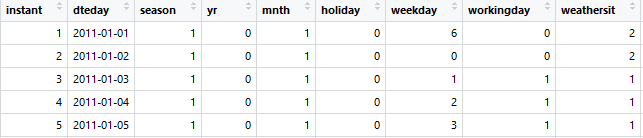 instant dteday season yr mnth holiday weekday workingday weathersit
1 2011-01-01 1 0 1 0 6 0 2
2 2011-01-02 1 0 1 0 0 0 2
3 2011-01-03 1 0 1 0 1 1 1
4 2011-01-04 1 0 1 0 2 1 1
5 2011-01-05 1 0 1 0 3 1 1